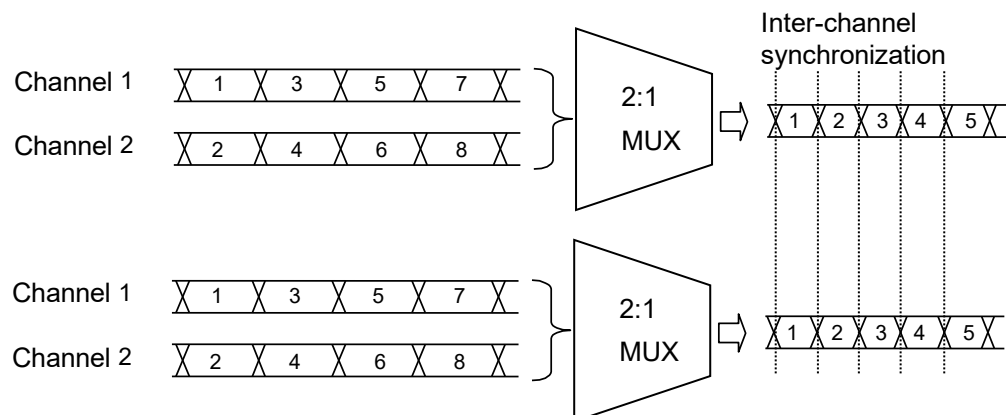 Inter-channel
synchronization
Channel 1
1 3 5 7
Channel 2
2 4 6 8
2:1
MUX
1 2 3 4 5
Channel 1
1 3 5 7
Channel 2
2 4 6 8
2:1
MUX
1 2 3 4 5